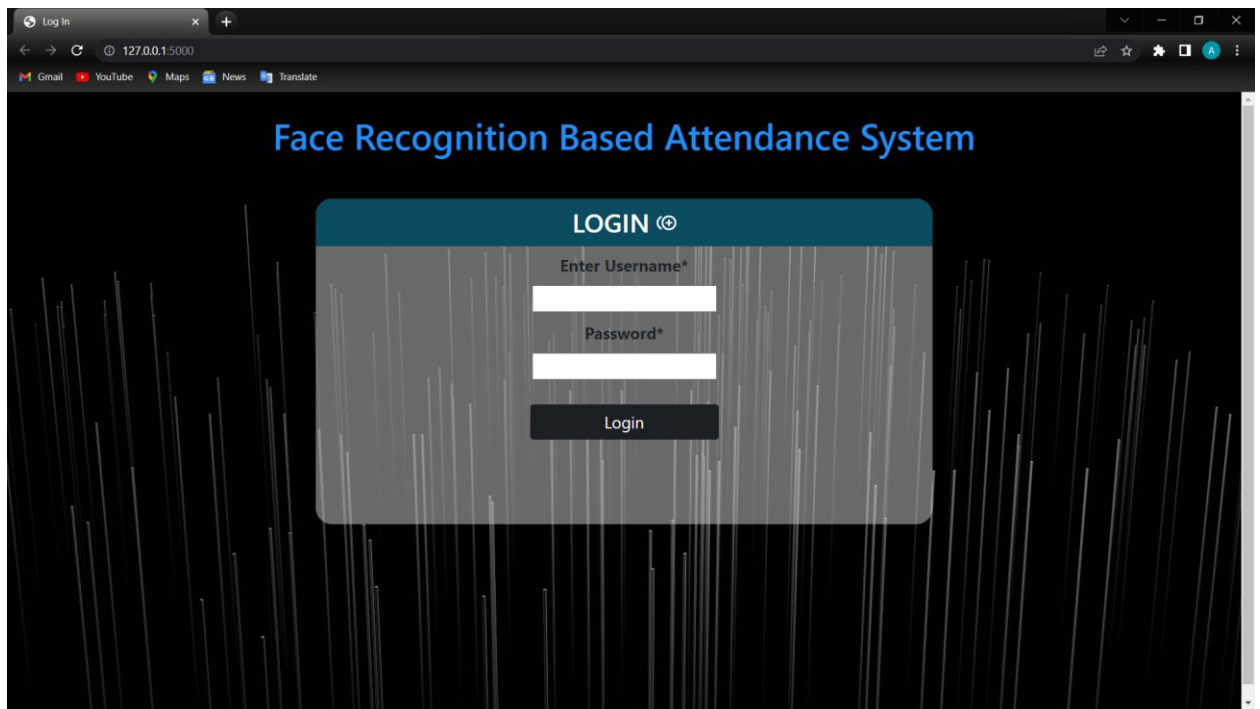 Log In
127.0.0.1:5000
A
Gmail YouTube Maps GB News Translate
Face Recognition Based Attendance System
LOGIN
Enter Username*
Password*
Login